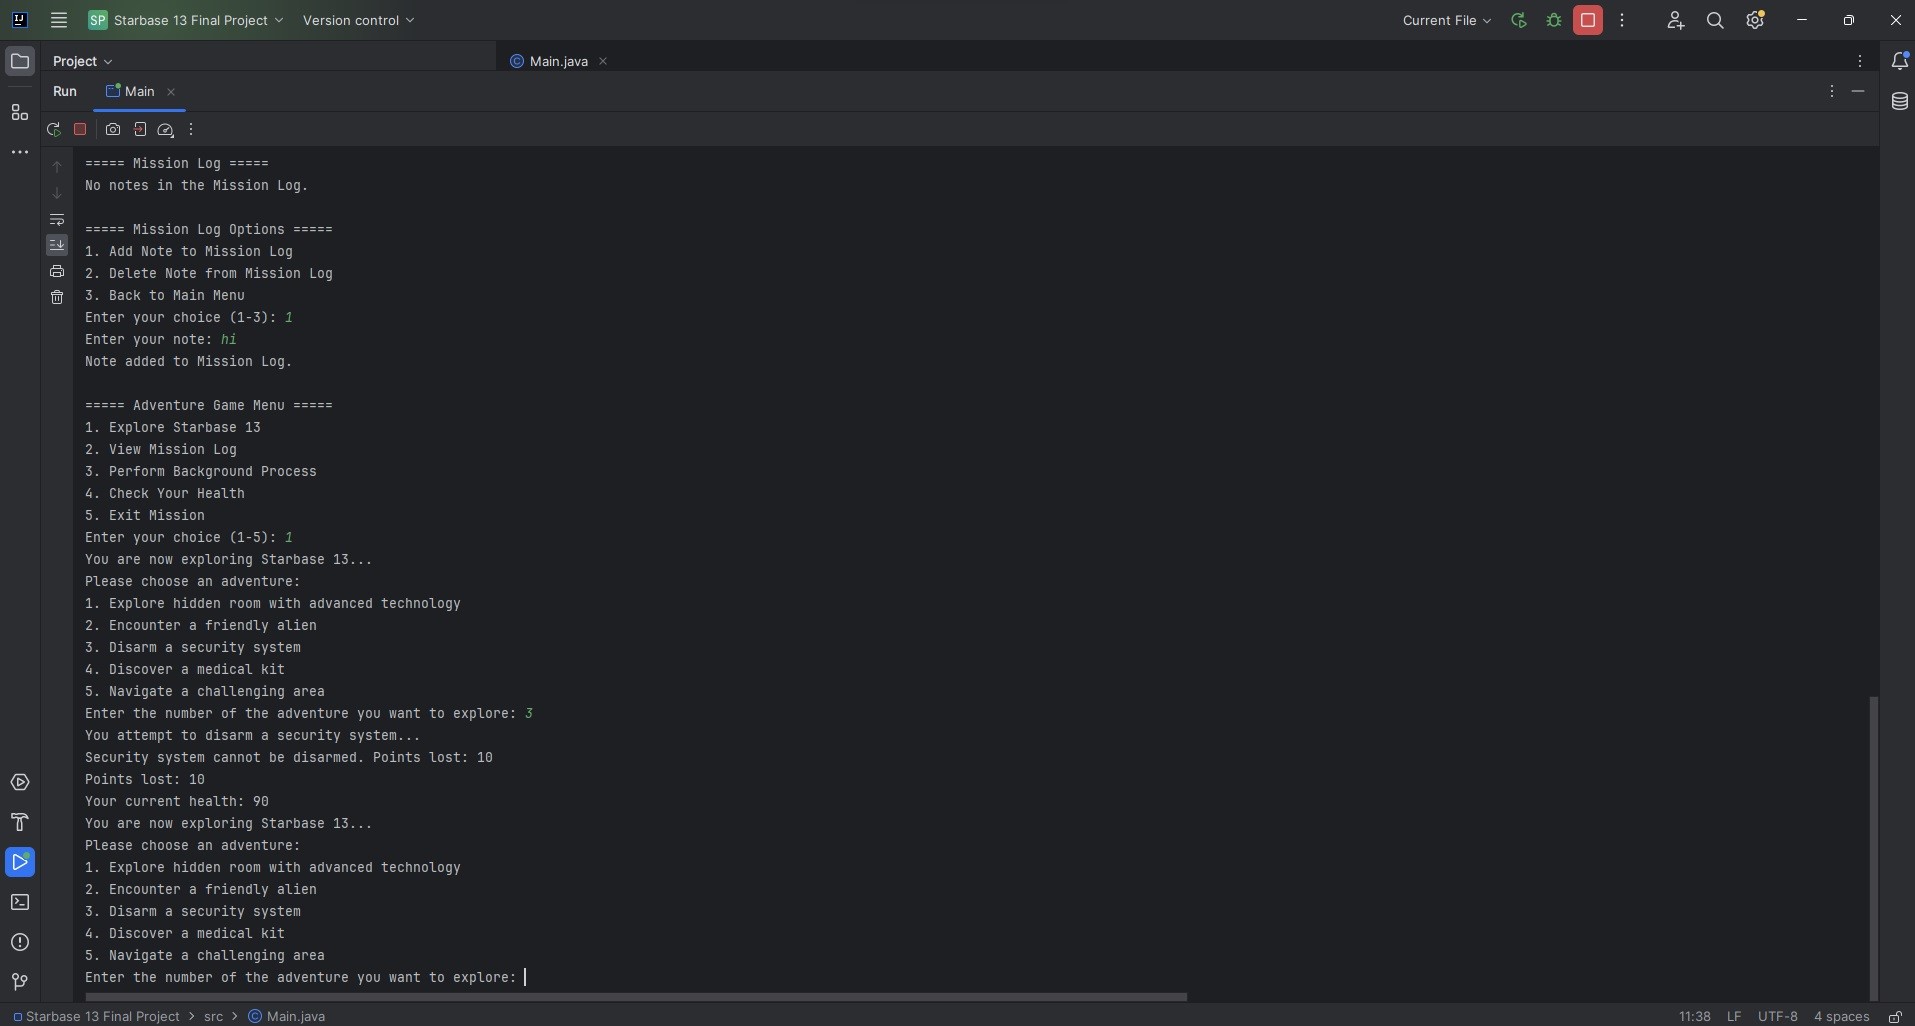 SP Starbase 13 Final Project Version control Current File
Project Main.java
Run Main
===== Mission Log =====
No notes in the Mission Log.
===== Mission Log Options =====
1. Add Note to Mission Log
2. Delete Note from Mission Log
3. Back to Main Menu
Enter your choice (1-3): 1
Enter your note: hi
Note added to Mission Log.
===== Adventure Game Menu =====
1. Explore Starbase 13
2. View Mission Log
3. Perform Background Process
4. Check Your Health
5. Exit Mission
Enter your choice (1-5): 1
You are now exploring Starbase 13...
Please choose an adventure:
1. Explore hidden room with advanced technology
2. Encounter a friendly alien
3. Disarm a security system
4. Discover a medical kit
5. Navigate a challenging area
Enter the number of the adventure you want to explore: 3
You attempt to disarm a security system...
Security system cannot be disarmed. Points lost: 10
Points lost: 10
Your current health: 90
You are now exploring Starbase 13...
Please choose an adventure:
1. Explore hidden room with advanced technology
2. Encounter a friendly alien
3. Disarm a security system
4. Discover a medical kit
5. Navigate a challenging area
Enter the number of the adventure you want to explore:
Starbase 13 Final Project > src > Main.java 11:38 LF UTF-8 4 spaces